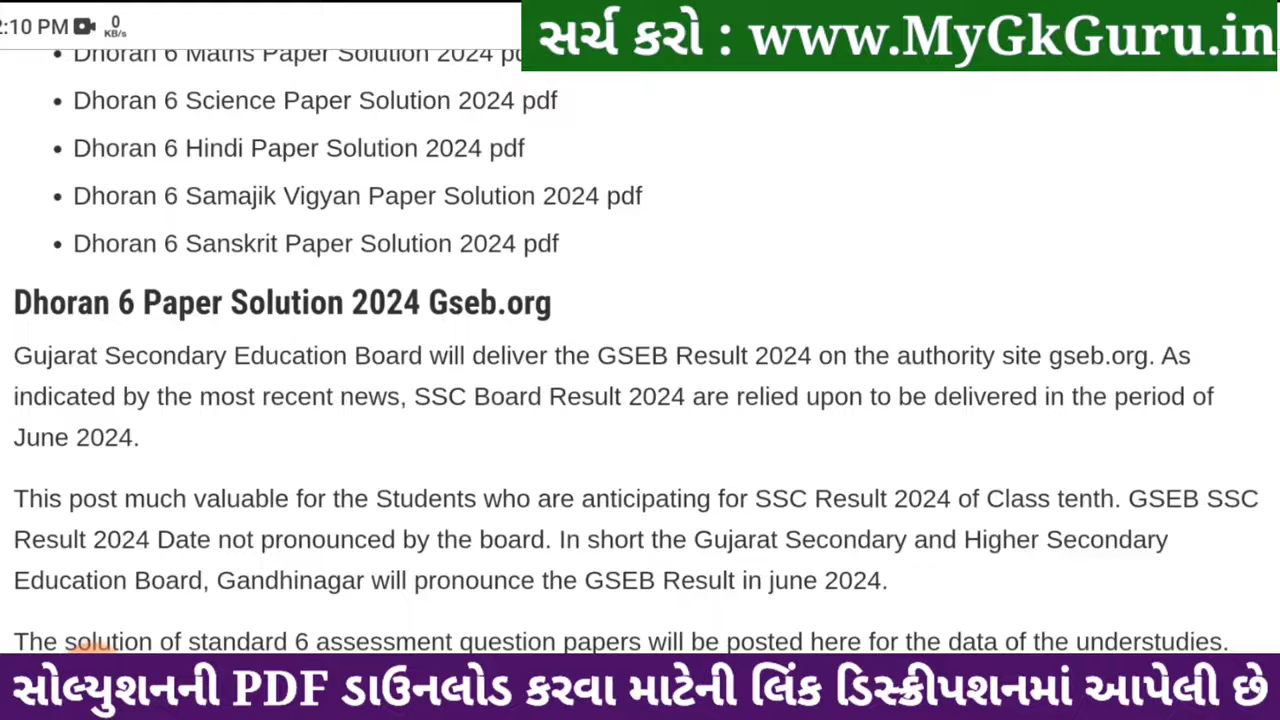 2:10 PM 0 KB/s
સર્ચ કરો : www.MyGkGuru.in
• Dhoran 6 Maths Paper Solution 2024
• Dhoran 6 Science Paper Solution 2024 pdf
• Dhoran 6 Hindi Paper Solution 2024 pdf
• Dhoran 6 Samajik Vigyan Paper Solution 2024 pdf
• Dhoran 6 Sanskrit Paper Solution 2024 pdf
Dhoran 6 Paper Solution 2024 Gseb.org
Gujarat Secondary Education Board will deliver the GSEB Result 2024 on the authority site gseb.org. As
indicated by the most recent news, SSC Board Result 2024 are relied upon to be delivered in the period of
June 2024.
This post much valuable for the Students who are anticipating for SSC Result 2024 of Class tenth. GSEB SSC
Result 2024 Date not pronounced by the board. In short the Gujarat Secondary and Higher Secondary
Education Board, Gandhinagar will pronounce the GSEB Result in june 2024.
The solution of standard 6 assessment question papers will be posted here for the data of the understudies.
સોલ્યુશનની PDF ડાઉનલોડ કરવા માટેની લિંક ડિસ્ક્રીપશનમાં આપેલી છે